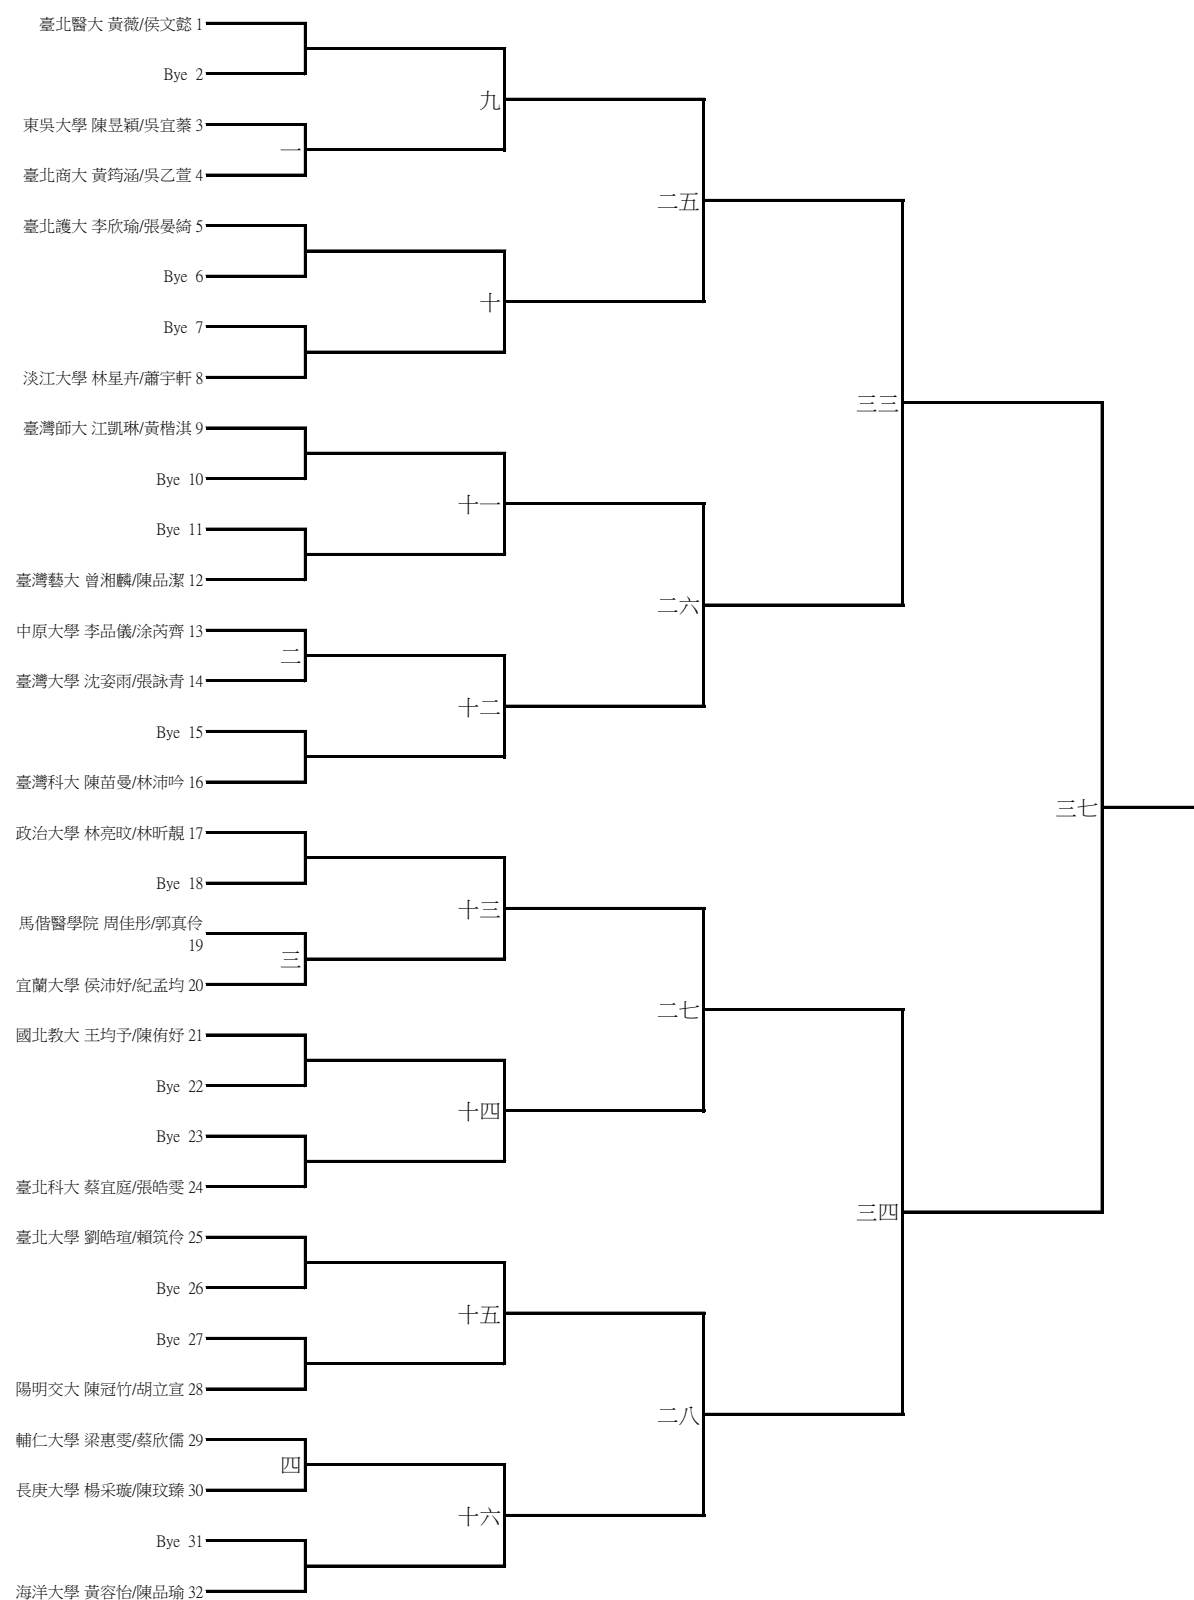 臺北醫大 黃薇/侯文懿 1
Bye 2
九
東吳大學 陳昱穎/吳宜蓁 3
一
臺北商大 黃筠涵/吳乙萱 4
二五
臺北護大 李欣瑜/張晏綺 5
Bye 6
十
Bye 7
淡江大學 林星卉/蕭宇軒 8
三三
臺灣師大 江凱琳/黃楷淇 9
Bye 10
十一
Bye 11
臺灣藝大 曾湘麟/陳品潔 12
二六
中原大學 李品儀/涂芮齊 13
二
臺灣大學 沈姿雨/張詠青 14
十二
Bye 15
臺灣科大 陳苗曼/林沛吟 16
三七
政治大學 林亮旼/林昕靚 17
Bye 18
十三
馬偕醫學院 周佳彤/郭真伶
19
三
宜蘭大學 侯沛妤/紀孟均 20
二七
國北教大 王均予/陳侑妤 21
Bye 22
十四
Bye 23
臺北科大 蔡宜庭/張皓雯 24
三四
臺北大學 劉皓瑄/賴筑伶 25
Bye 26
十五
Bye 27
陽明交大 陳冠竹/胡立宣 28
二八
輔仁大學 梁惠雯/蔡欣儒 29
四
長庚大學 楊采璇/陳玟臻 30
十六
Bye 31
海洋大學 黃容怡/陳品瑜 32